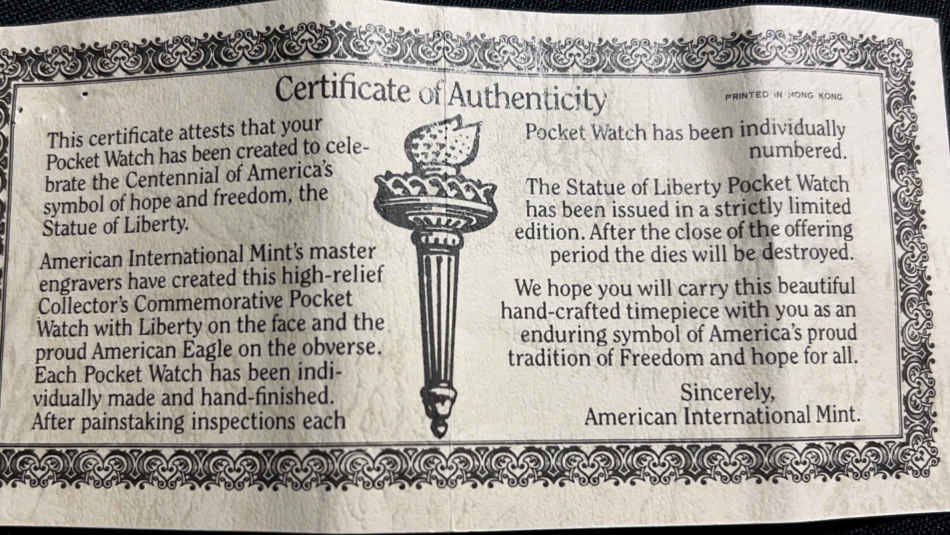 Certificate of Authenticity
PRINTED IN HONG KONG
This certificate attests that your
Pocket Watch has been created to cele-
brate the Centennial of America's
symbol of hope and freedom, the
Statue of Liberty.
American International Mint's master
engravers have created this high-relief
Collector's Commemorative Pocket
Watch with Liberty on the face and the
proud American Eagle on the obverse.
Each Pocket Watch has been indi-
vidually made and hand-finished.
After painstaking inspections each
Pocket Watch has been individually
numbered.
The Statue of Liberty Pocket Watch
has been issued in a strictly limited
edition. After the close of the offering
period the dies will be destroyed.
We hope you will carry this beautiful
hand-crafted timepiece with you as an
enduring symbol of America's proud
tradition of Freedom and hope for all.
Sincerely,
American International Mint.